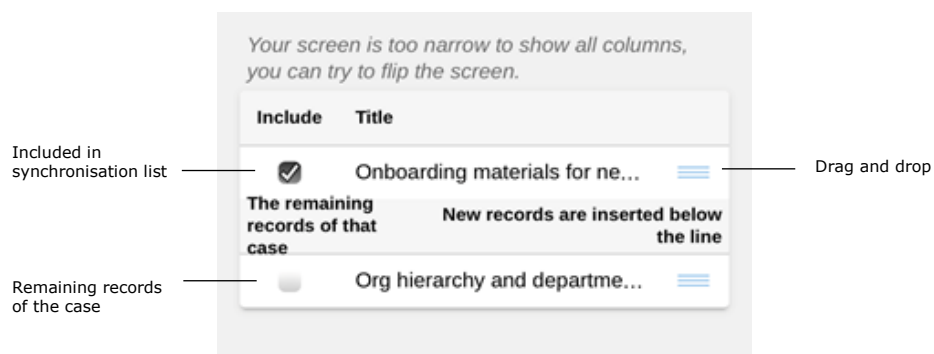 Your screen is too narrow to show all columns,
you can try to flip the screen.
Include Title
Included in
synchronisation list
Onboarding materials for ne...
Drag and drop
The remaining
records of that
case
New records are inserted below
the line
Remaining records
of the case
Org hierarchy and departme...